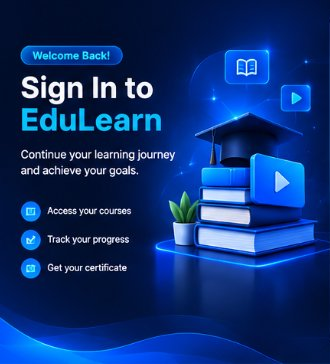 Welcome Back!
Sign In to
EduLearn
Continue your learning journey
and achieve your goals.
Access your courses
Track your progress
Get your certificate